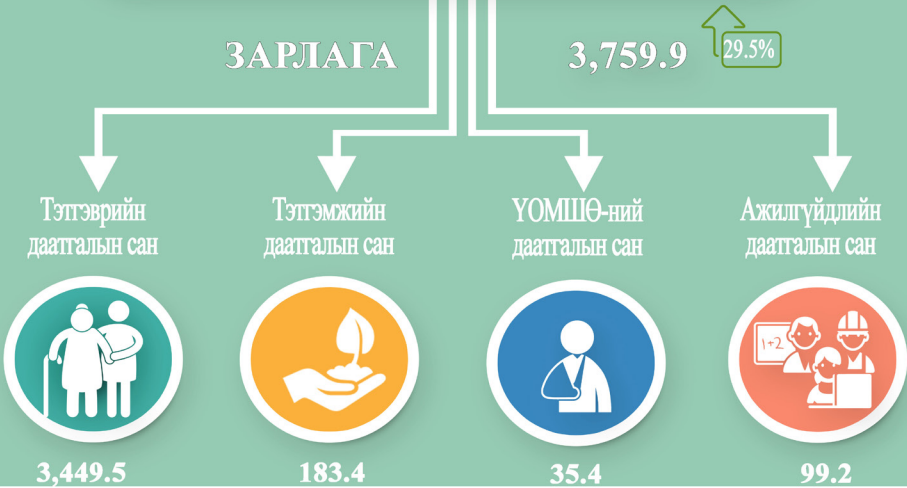 ЗАРЛАГА 3,759.9 29.5%
Тэтгэврийн
даатгалын сан
Тэтгэмжийн
даатгалын сан
ҮОМШӨ-ний
даатгалын сан
Ажилгүйдлийн
даатгалын сан
1+2
3,449.5 183.4 35.4 99.2